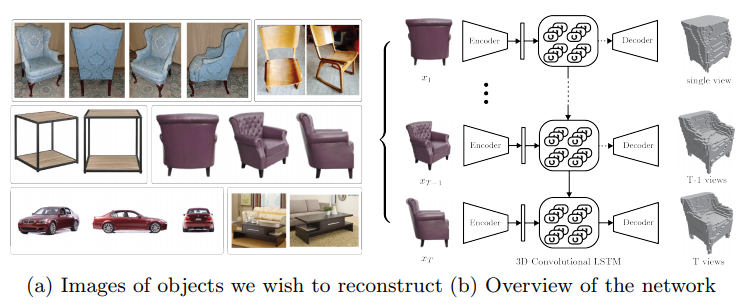 Encoder
Decoder
x1
single view
Encoder
Decoder
xT−1
T-1 views
Encoder
Decoder
xT
3D Convolutional LSTM
T views
(a) Images of objects we wish to reconstruct (b) Overview of the network